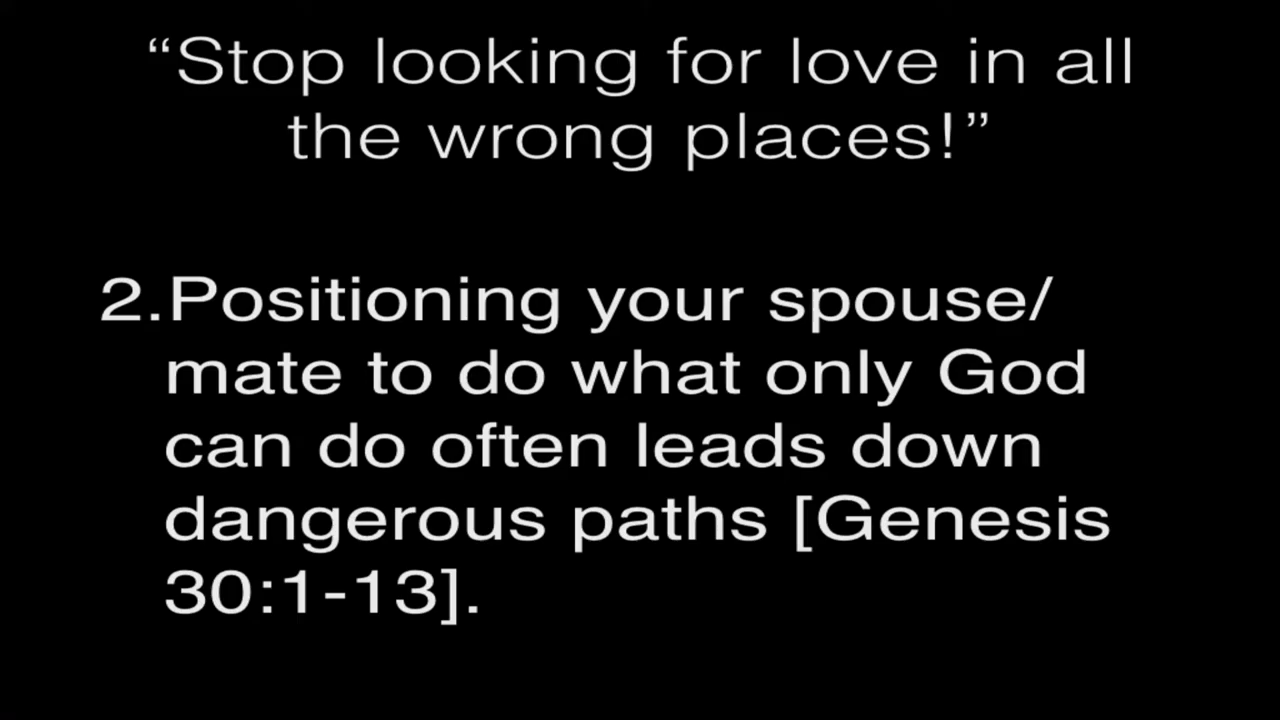 “Stop looking for love in all
the wrong places!”
2.Positioning your spouse/
mate to do what only God
can do often leads down
dangerous paths [Genesis
30:1-13].